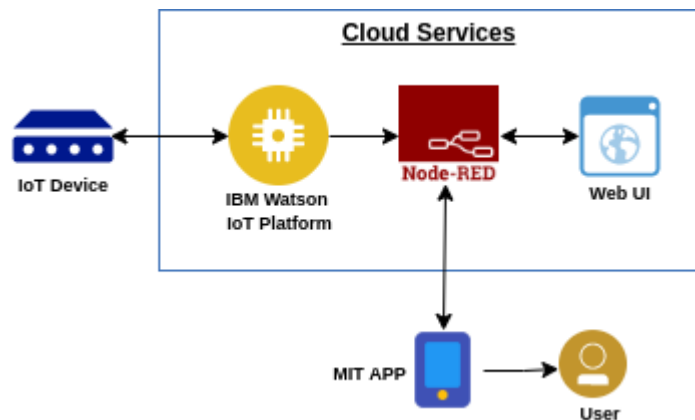 Cloud Services
IoT Device
IBM Watson
IoT Platform
Node-RED
Web UI
MIT APP
User